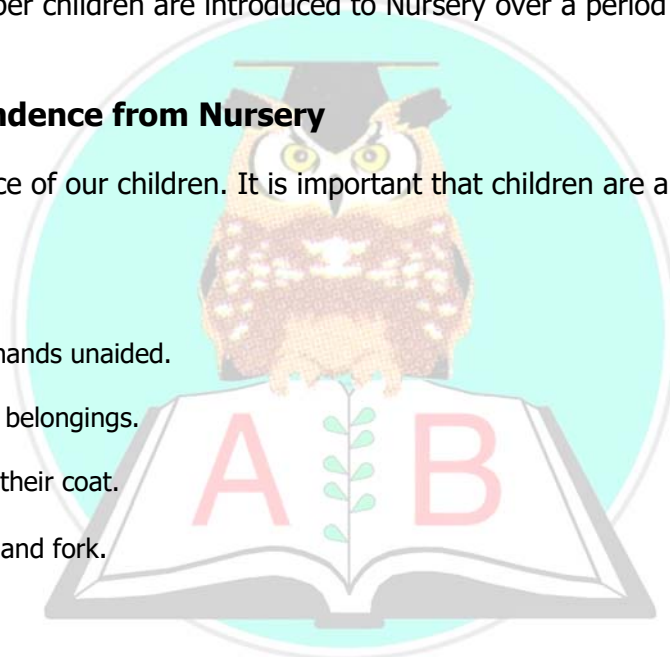 per children are introduced to Nursery over a period
ndence from Nursery
ce of our children. It is important that children are a
hands unaided.
belongings.
their coat.
and fork.
A B